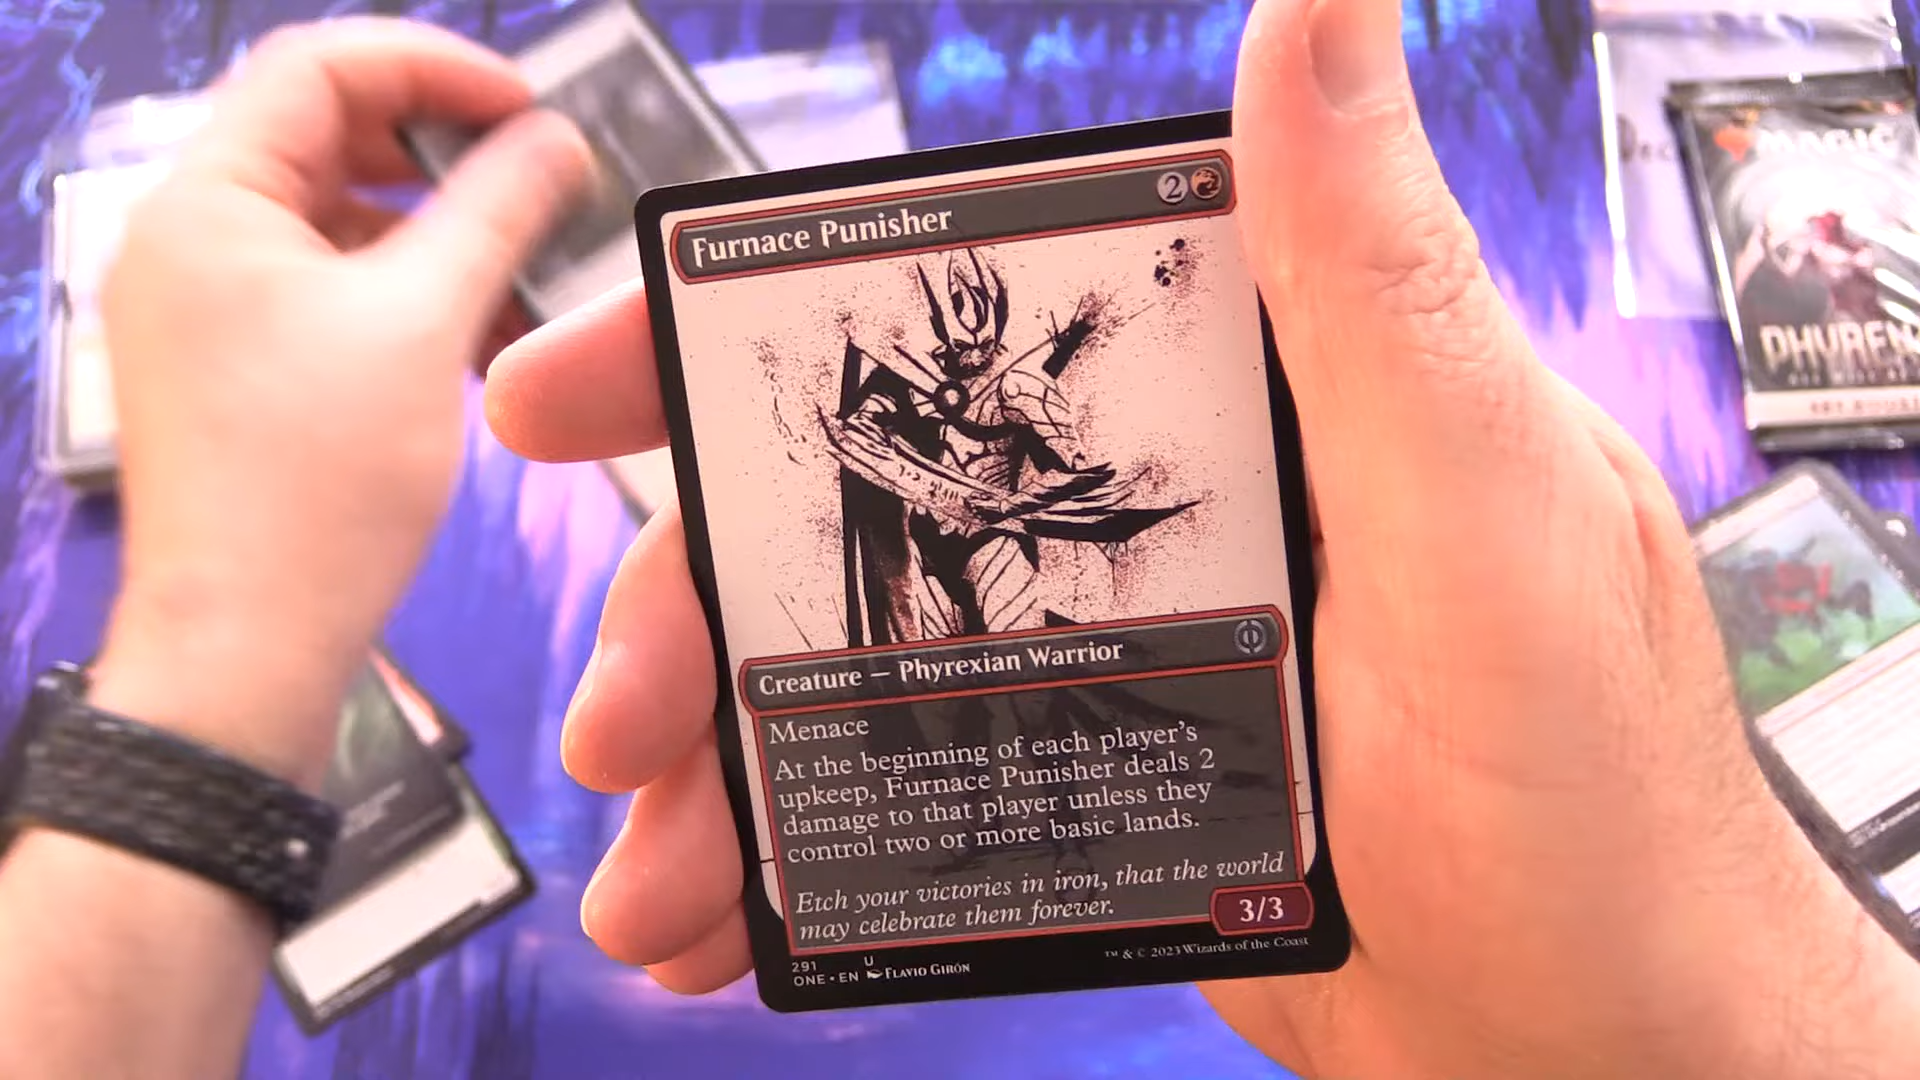 Furnace Punisher
2
Creature — Phyrexian Warrior
Menace
At the beginning of each player's
upkeep, Furnace Punisher deals 2
damage to that player unless they
control two or more basic lands.
Etch your victories in iron, that the world
may celebrate them forever.
3/3
291 U
ONE • EN FLAVIO GIRÓN
™ & © 2023 Wizards of the Coast
MAGIC
PHYREX